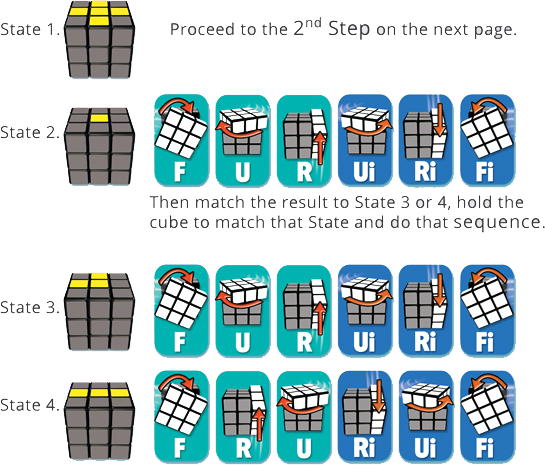 State 1.
Proceed to the 2nd Step on the next page.
State 2.
F U R Ui Ri Fi
Then match the result to State 3 or 4, hold the
cube to match that State and do that sequence.
State 3.
F U R Ui Ri Fi
State 4.
F R U Ri Ui Fi